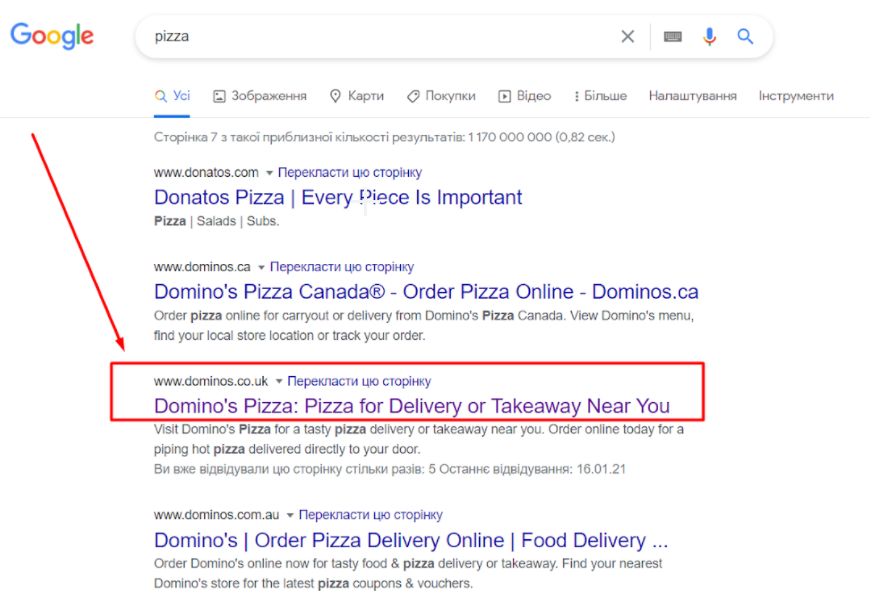 Google
pizza
Усі Зображення Карти Покупки Відео Більше Налаштування Інструменти
Сторінка 7 з такої приблизної кількості результатів: 1 170 000 000 (0,82 сек.)
www.donatos.com Перекласти цю сторінку
Donatos Pizza | Every Piece Is Important
Pizza | Salads | Subs.
www.dominos.ca Перекласти цю сторінку
Domino's Pizza Canada® - Order Pizza Online - Dominos.ca
Order pizza online for carryout or delivery from Domino's Pizza Canada. View Domino's menu,
find your local store location or track your order.
www.dominos.co.uk Перекласти цю сторінку
Domino's Pizza: Pizza for Delivery or Takeaway Near You
Visit Domino's Pizza for a tasty pizza delivery or takeaway near you. Order online today for a
piping hot pizza delivered directly to your door.
Ви вже відвідували цю сторінку стільки разів: 5 Останнє відвідування: 16.01.21
www.dominos.com.au Перекласти цю сторінку
Domino's | Order Pizza Delivery Online | Food Delivery ...
Order Domino's online now for tasty food & pizza delivery or takeaway. Find your nearest
Domino's store for the latest pizza coupons & vouchers.